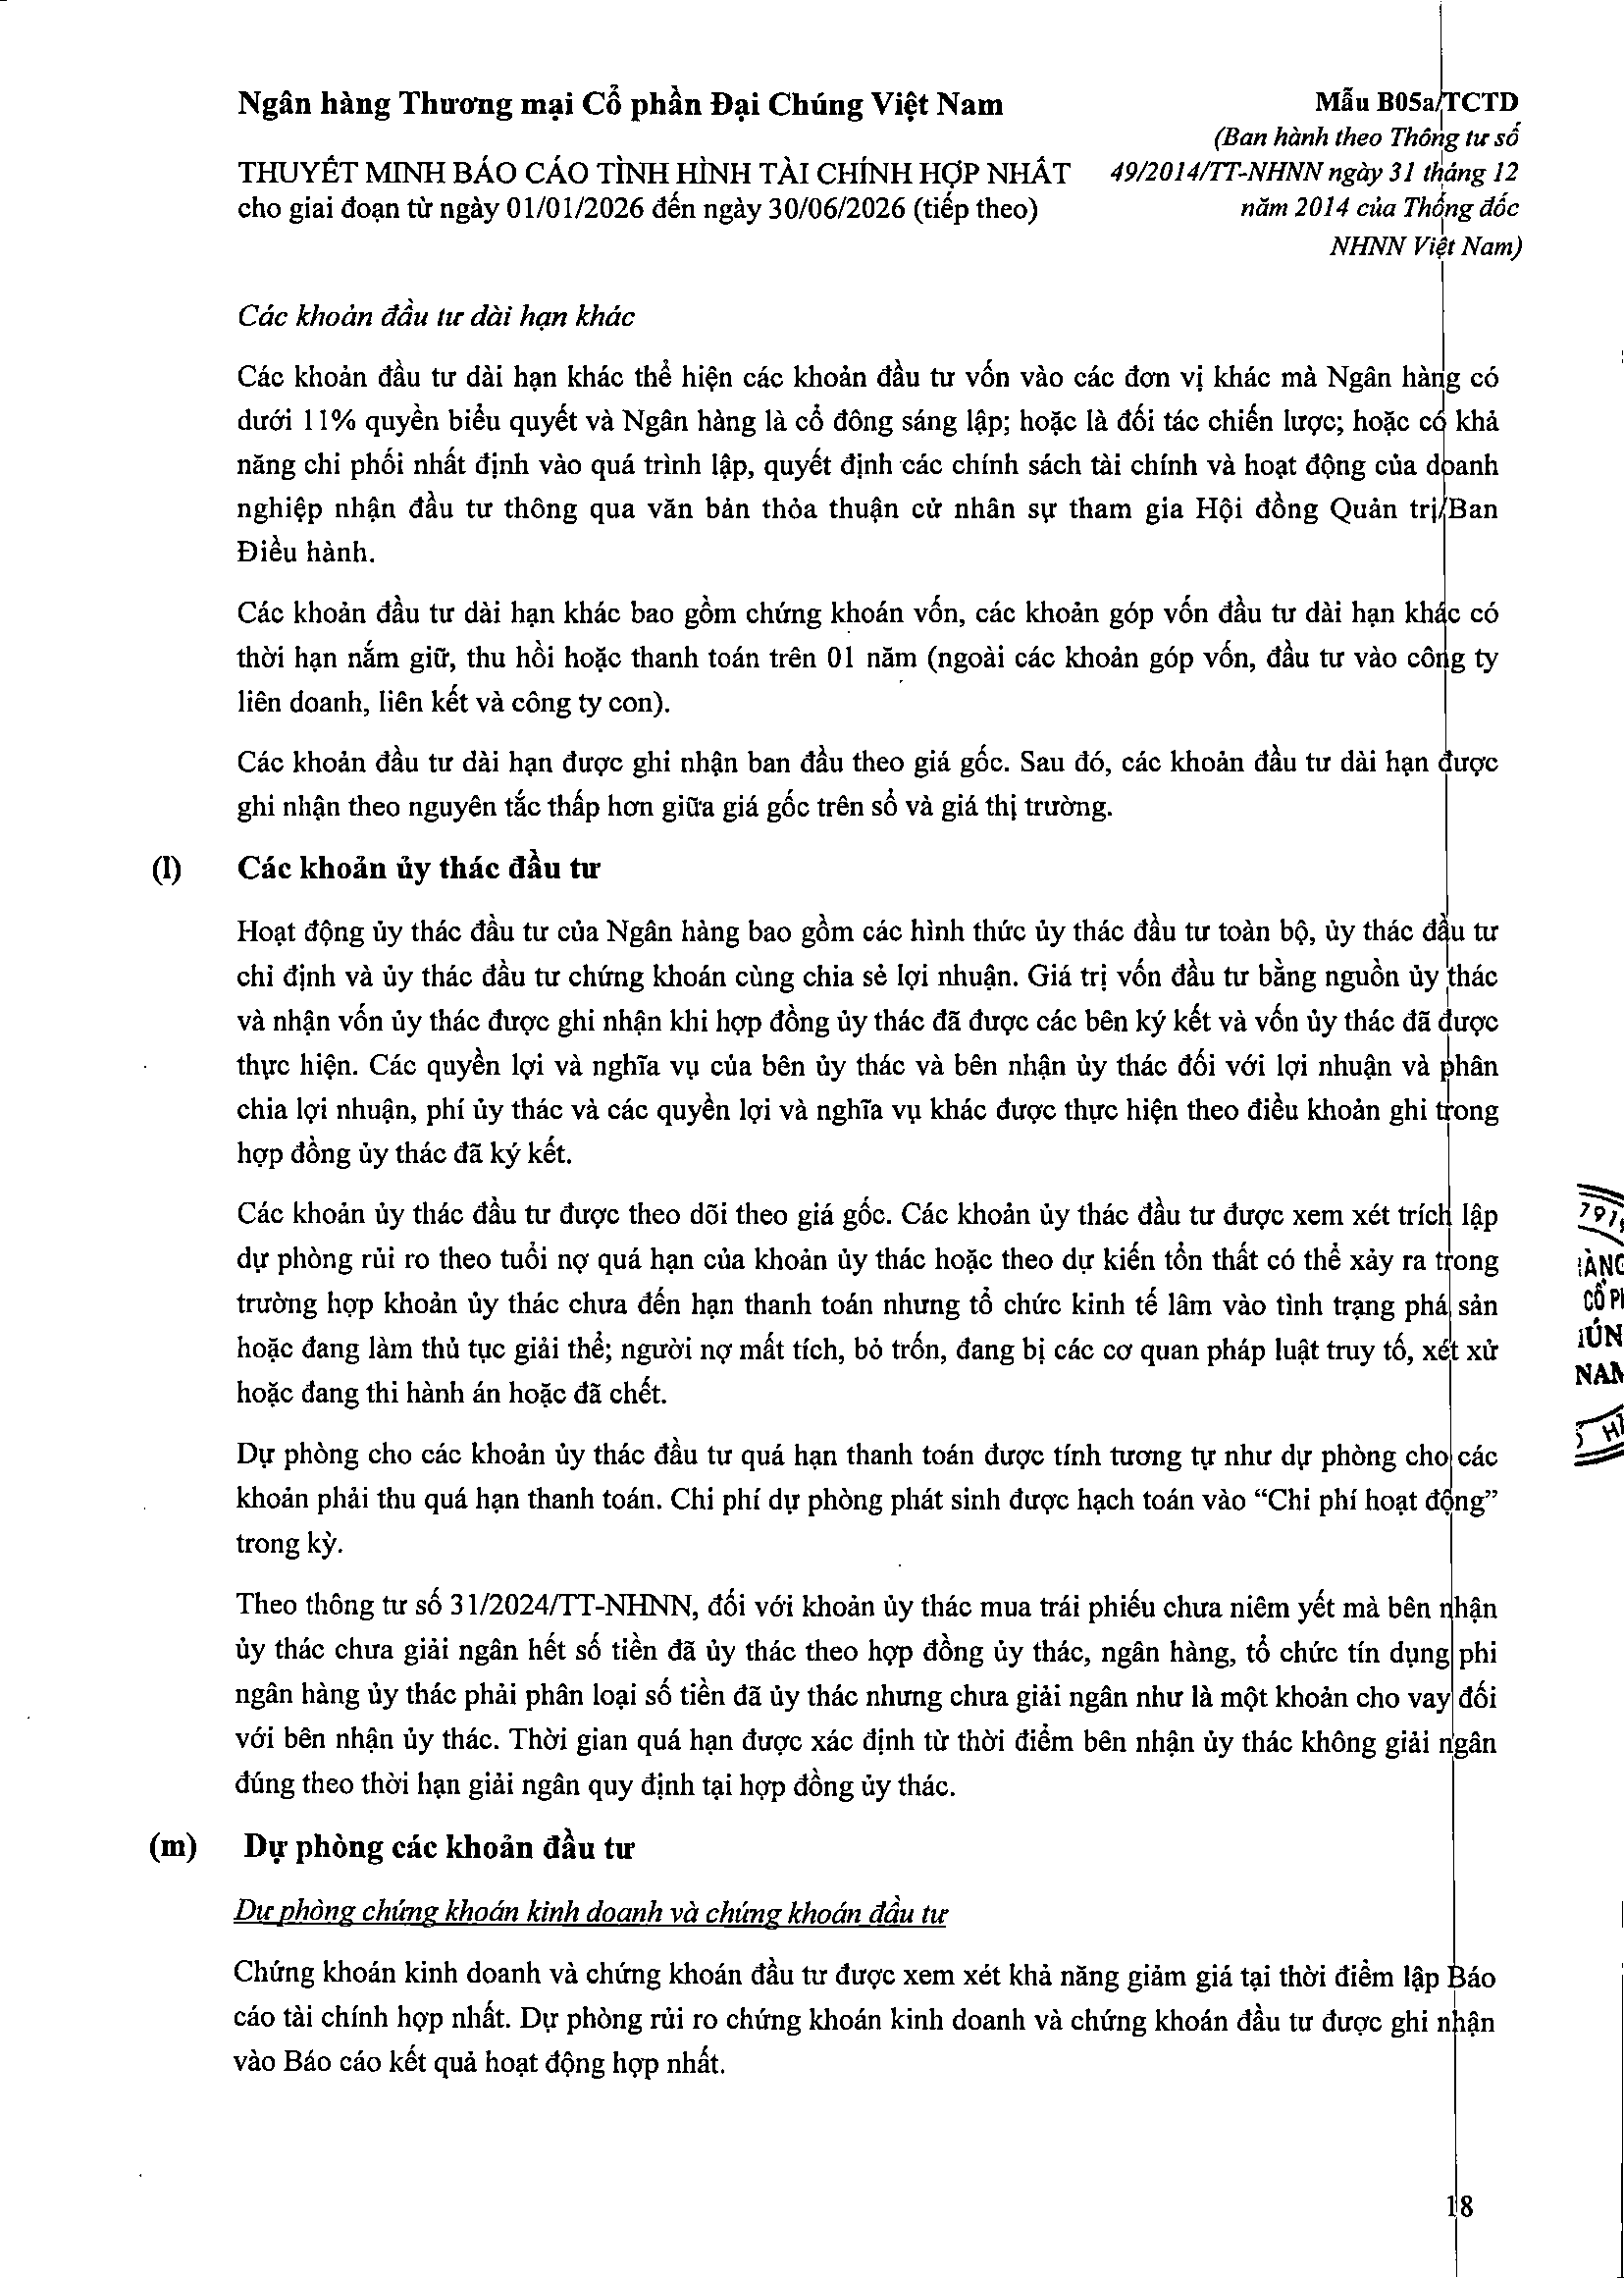 Ngân hàng Thương mại Cổ phần Đại Chúng Việt Nam
Mẫu B05a/TCTD
(Ban hành theo Thông tư số
49/2014/TT-NHNN ngày 31 tháng 12
năm 2014 của Thống đốc
NHNN Việt Nam)
THUYẾT MINH BÁO CÁO TÌNH HÌNH TÀI CHÍNH HỢP NHẤT
cho giai đoạn từ ngày 01/01/2026 đến ngày 30/06/2026 (tiếp theo)
Các khoản đầu tư dài hạn khác
Các khoản đầu tư dài hạn khác thể hiện các khoản đầu tư vốn vào các đơn vị khác mà Ngân hàng có
dưới 11% quyền biểu quyết và Ngân hàng là cổ đông sáng lập; hoặc là đối tác chiến lược; hoặc có khả
năng chi phối nhất định vào quá trình lập, quyết định các chính sách tài chính và hoạt động của doanh
nghiệp nhận đầu tư thông qua văn bản thỏa thuận cử nhân sự tham gia Hội đồng Quản trị/Ban
Điều hành.
Các khoản đầu tư dài hạn khác bao gồm chứng khoán vốn, các khoản góp vốn đầu tư dài hạn khác có
thời hạn nắm giữ, thu hồi hoặc thanh toán trên 01 năm (ngoài các khoản góp vốn, đầu tư vào công ty
liên doanh, liên kết và công ty con).
Các khoản đầu tư dài hạn được ghi nhận ban đầu theo giá gốc. Sau đó, các khoản đầu tư dài hạn được
ghi nhận theo nguyên tắc thấp hơn giữa giá gốc trên sổ và giá thị trường.
(l) Các khoản ủy thác đầu tư
Hoạt động ủy thác đầu tư của Ngân hàng bao gồm các hình thức ủy thác đầu tư toàn bộ, ủy thác đầu tư
chỉ định và ủy thác đầu tư chứng khoán cùng chia sẻ lợi nhuận. Giá trị vốn đầu tư bằng nguồn ủy thác
và nhận vốn ủy thác được ghi nhận khi hợp đồng ủy thác đã được các bên ký kết và vốn ủy thác đã được
thực hiện. Các quyền lợi và nghĩa vụ của bên ủy thác và bên nhận ủy thác đối với lợi nhuận và phân
chia lợi nhuận, phí ủy thác và các quyền lợi và nghĩa vụ khác được thực hiện theo điều khoản ghi trong
hợp đồng ủy thác đã ký kết.
Các khoản ủy thác đầu tư được theo dõi theo giá gốc. Các khoản ủy thác đầu tư được xem xét trích lập
dự phòng rủi ro theo tuổi nợ quá hạn của khoản ủy thác hoặc theo dự kiến tổn thất có thể xảy ra trong
trường hợp khoản ủy thác chưa đến hạn thanh toán nhưng tổ chức kinh tế lâm vào tình trạng phá sản
hoặc đang làm thủ tục giải thể; người nợ mất tích, bỏ trốn, đang bị các cơ quan pháp luật truy tố, xét xử
hoặc đang thi hành án hoặc đã chết.
Dự phòng cho các khoản ủy thác đầu tư quá hạn thanh toán được tính tương tự như dự phòng cho các
khoản phải thu quá hạn thanh toán. Chi phí dự phòng phát sinh được hạch toán vào “Chi phí hoạt động”
trong kỳ.
Theo thông tư số 31/2024/TT-NHNN, đối với khoản ủy thác mua trái phiếu chưa niêm yết mà bên nhận
ủy thác chưa giải ngân hết số tiền đã ủy thác theo hợp đồng ủy thác, ngân hàng, tổ chức tín dụng phi
ngân hàng ủy thác phải phân loại số tiền đã ủy thác nhưng chưa giải ngân như là một khoản cho vay đối
với bên nhận ủy thác. Thời gian quá hạn được xác định từ thời điểm bên nhận ủy thác không giải ngân
đúng theo thời hạn giải ngân quy định tại hợp đồng ủy thác.
(m) Dự phòng các khoản đầu tư
Dự phòng chứng khoán kinh doanh và chứng khoán đầu tư
Chứng khoán kinh doanh và chứng khoán đầu tư được xem xét khả năng giảm giá tại thời điểm lập Báo
cáo tài chính hợp nhất. Dự phòng rủi ro chứng khoán kinh doanh và chứng khoán đầu tư được ghi nhận
vào Báo cáo kết quả hoạt động hợp nhất.
18